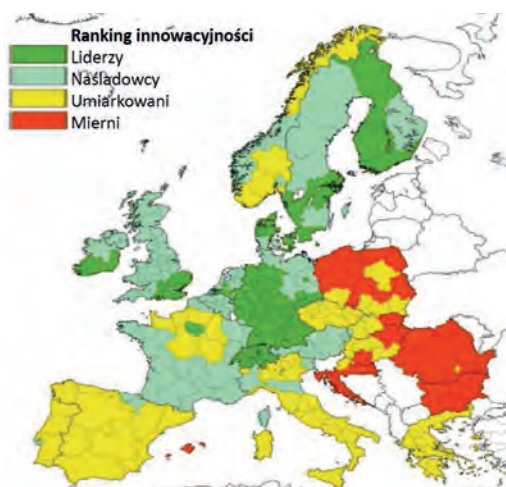 Ranking innowacyjności
Liderzy
Naśladowcy
Umiarkowani
Mierni